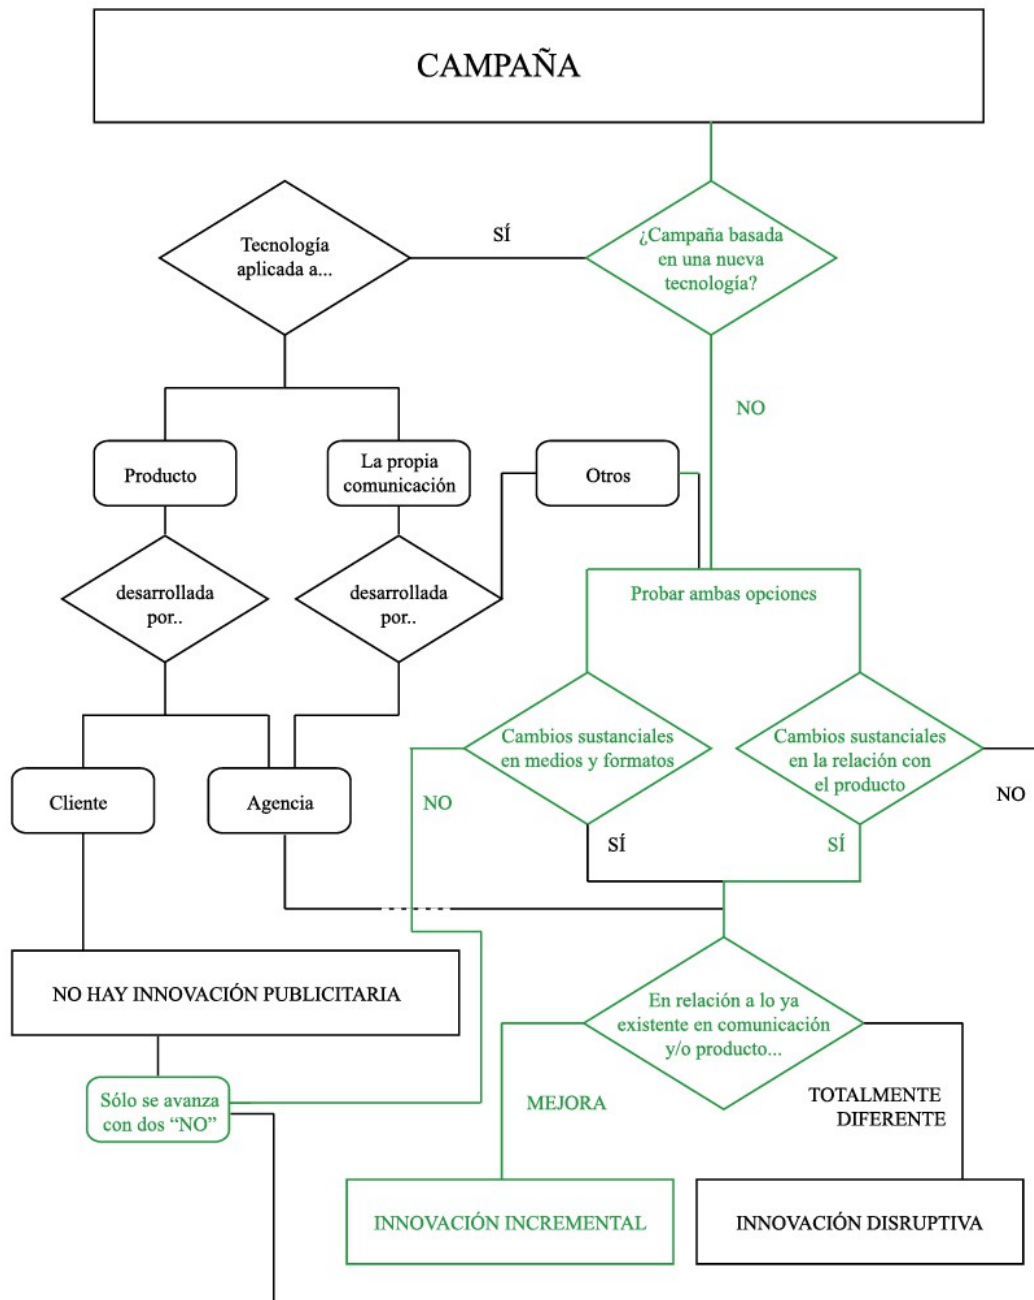 CAMPAÑA
Tecnología
aplicada a...
SÍ
¿Campaña basada
en una nueva
tecnología?
NO
Producto
La propia
comunicación
Otros
desarrollada
por..
desarrollada
por..
Probar ambas opciones
Cambios sustanciales
en medios y formatos
Cambios sustanciales
en la relación con
el producto
Cliente
Agencia
NO
SÍ
SÍ
NO
NO HAY INNOVACIÓN PUBLICITARIA
En relación a lo ya
existente en comunicación
y/o producto...
Sólo se avanza
con dos “NO”
MEJORA
TOTALMENTE
DIFERENTE
INNOVACIÓN INCREMENTAL
INNOVACIÓN DISRUPTIVA